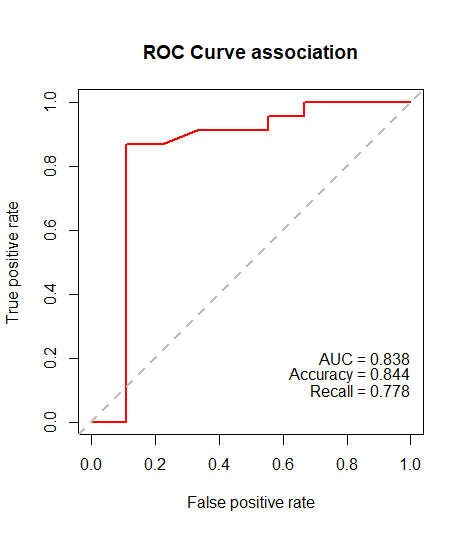 ROC Curve association
True positive rate
1.0
0.8
0.6
0.4
0.2
0.0
AUC = 0.838
Accuracy = 0.844
Recall = 0.778
0.0 0.2 0.4 0.6 0.8 1.0
False positive rate